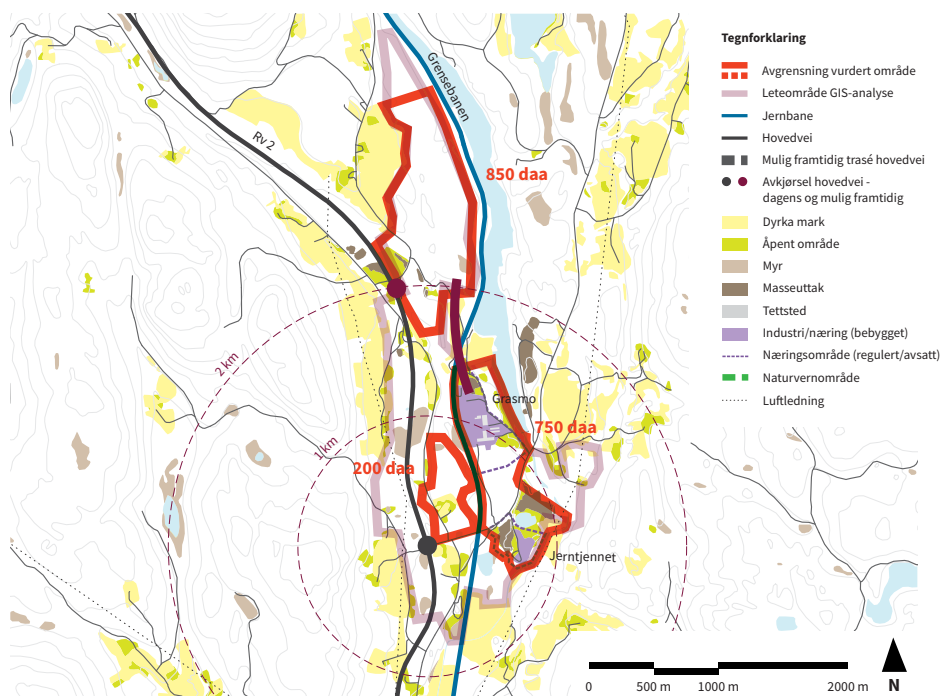 Grensebanen
Rv 2
850 daa
2 km
Grasmo
750 daa
1 km
200 daa
Jerntjennet
Tegnforklaring
Avgrensning vurdert område
Leteområde GIS-analyse
Jernbane
Hovedvei
Mulig framtidig trasé hovedvei
Avkjørsel hovedvei -
dagens og mulig framtidig
Dyrka mark
Åpent område
Myr
Masseuttak
Tettsted
Industri/næring (bebygget)
Næringsområde (regulert/avsatt)
Naturvernområde
Luftledning
0 500 m 1000 m 2000 m
N